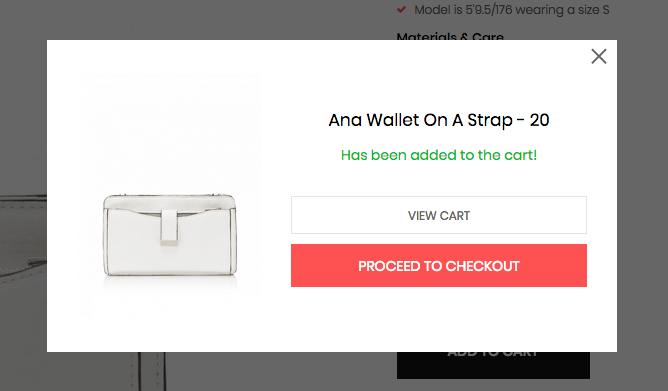 Model is 5'9.5/176 wearing a size S
Materials & Care
Ana Wallet On A Strap - 20
Has been added to the cart!
VIEW CART
PROCEED TO CHECKOUT
ADD TO CART